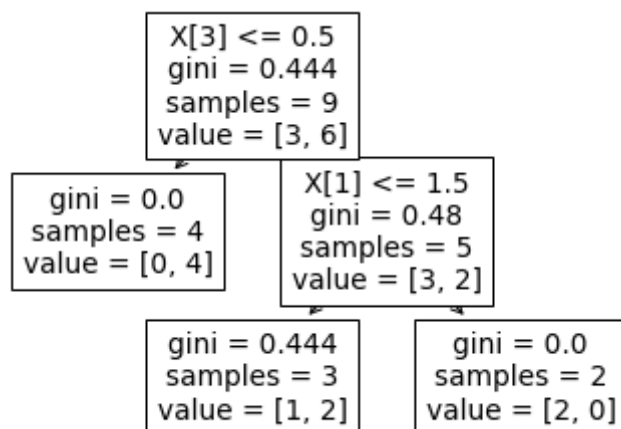 X[3] <= 0.5
gini = 0.444
samples = 9
value = [3, 6]
gini = 0.0
samples = 4
value = [0, 4]
X[1] <= 1.5
gini = 0.48
samples = 5
value = [3, 2]
gini = 0.444
samples = 3
value = [1, 2]
gini = 0.0
samples = 2
value = [2, 0]